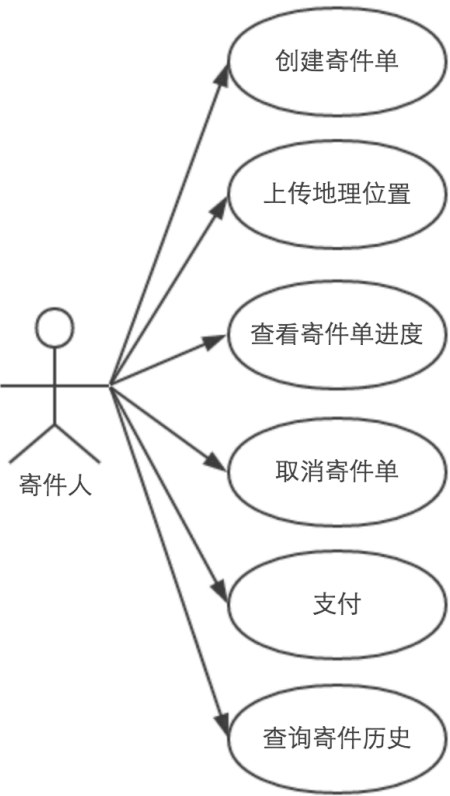 创建寄件单
上传地理位置
查看寄件单进度
取消寄件单
寄件人
支付
查询寄件历史